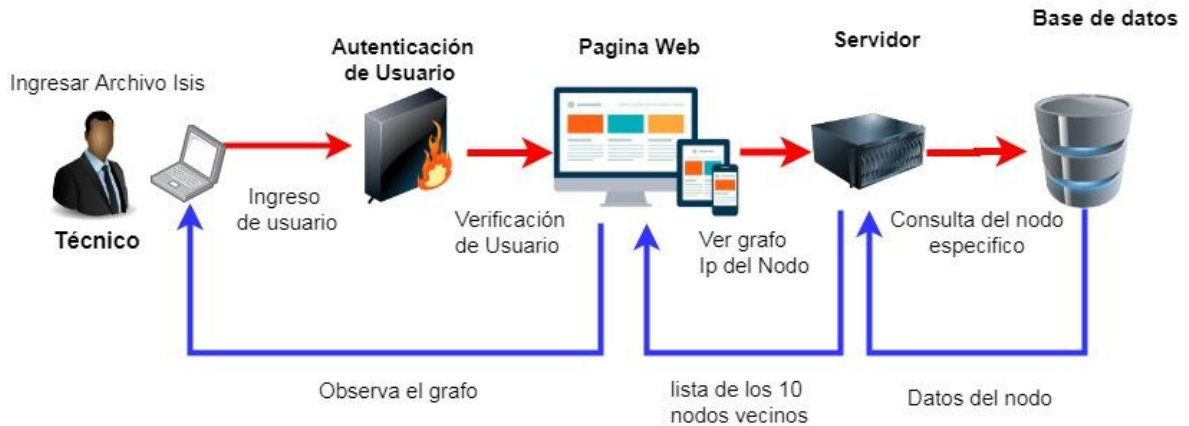 Base de datos
Servidor
Autenticación
de Usuario
Pagina Web
Ingresar Archivo Isis
Ingreso
de usuario
Técnico
Verificación
de Usuario
Ver grafo
Ip del Nodo
Consulta del nodo
especifico
Observa el grafo
lista de los 10
nodos vecinos
Datos del nodo